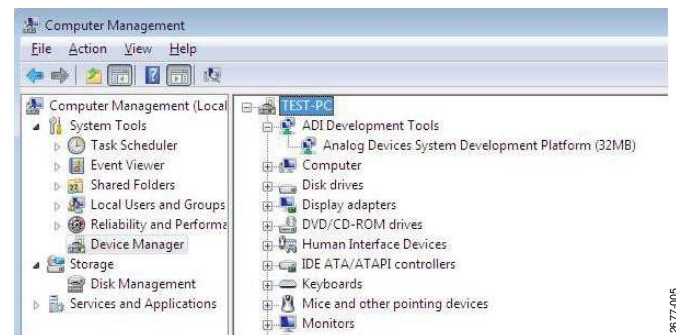 Computer Management
File Action View Help
Computer Management (Local
System Tools
Task Scheduler
Event Viewer
Shared Folders
Local Users and Groups
Reliability and Performa
Device Manager
Storage
Disk Management
Services and Applications
TEST-PC
ADI Development Tools
Analog Devices System Development Platform (32MB)
Computer
Disk drives
Display adapters
DVD/CD-ROM drives
Human Interface Devices
IDE ATA/ATAPI controllers
Keyboards
Mice and other pointing devices
Monitors